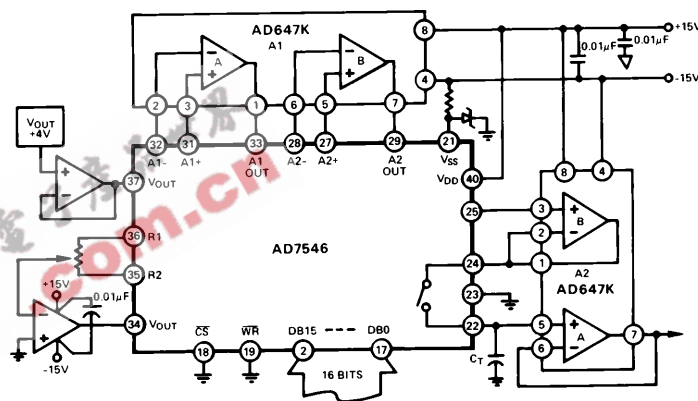 AD647K
A1
A
B
8
4
+15V
-15V
0.01µF
0.01µF
2
3
1
6
5
7
32
31
33
28
27
29
21
A1-
A1+
A1
OUT
A2-
A2+
A2
OUT
VSS
VDD
40
VOUT
+4V
37
VOUT
36
R1
35
R2
+15V
0.01µF
-15V
34
VOUT
AD7546
25
24
23
22
CT
8
4
3
2
1
B
A2
AD647K
5
6
A
7
CS
WR
DB15
DB0
18
19
2
17
16 BITS
.com.cn